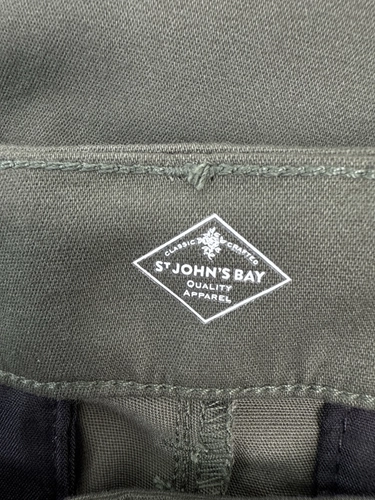 CLASSIC CRAFTED
ST JOHN'S BAY
QUALITY
APPAREL